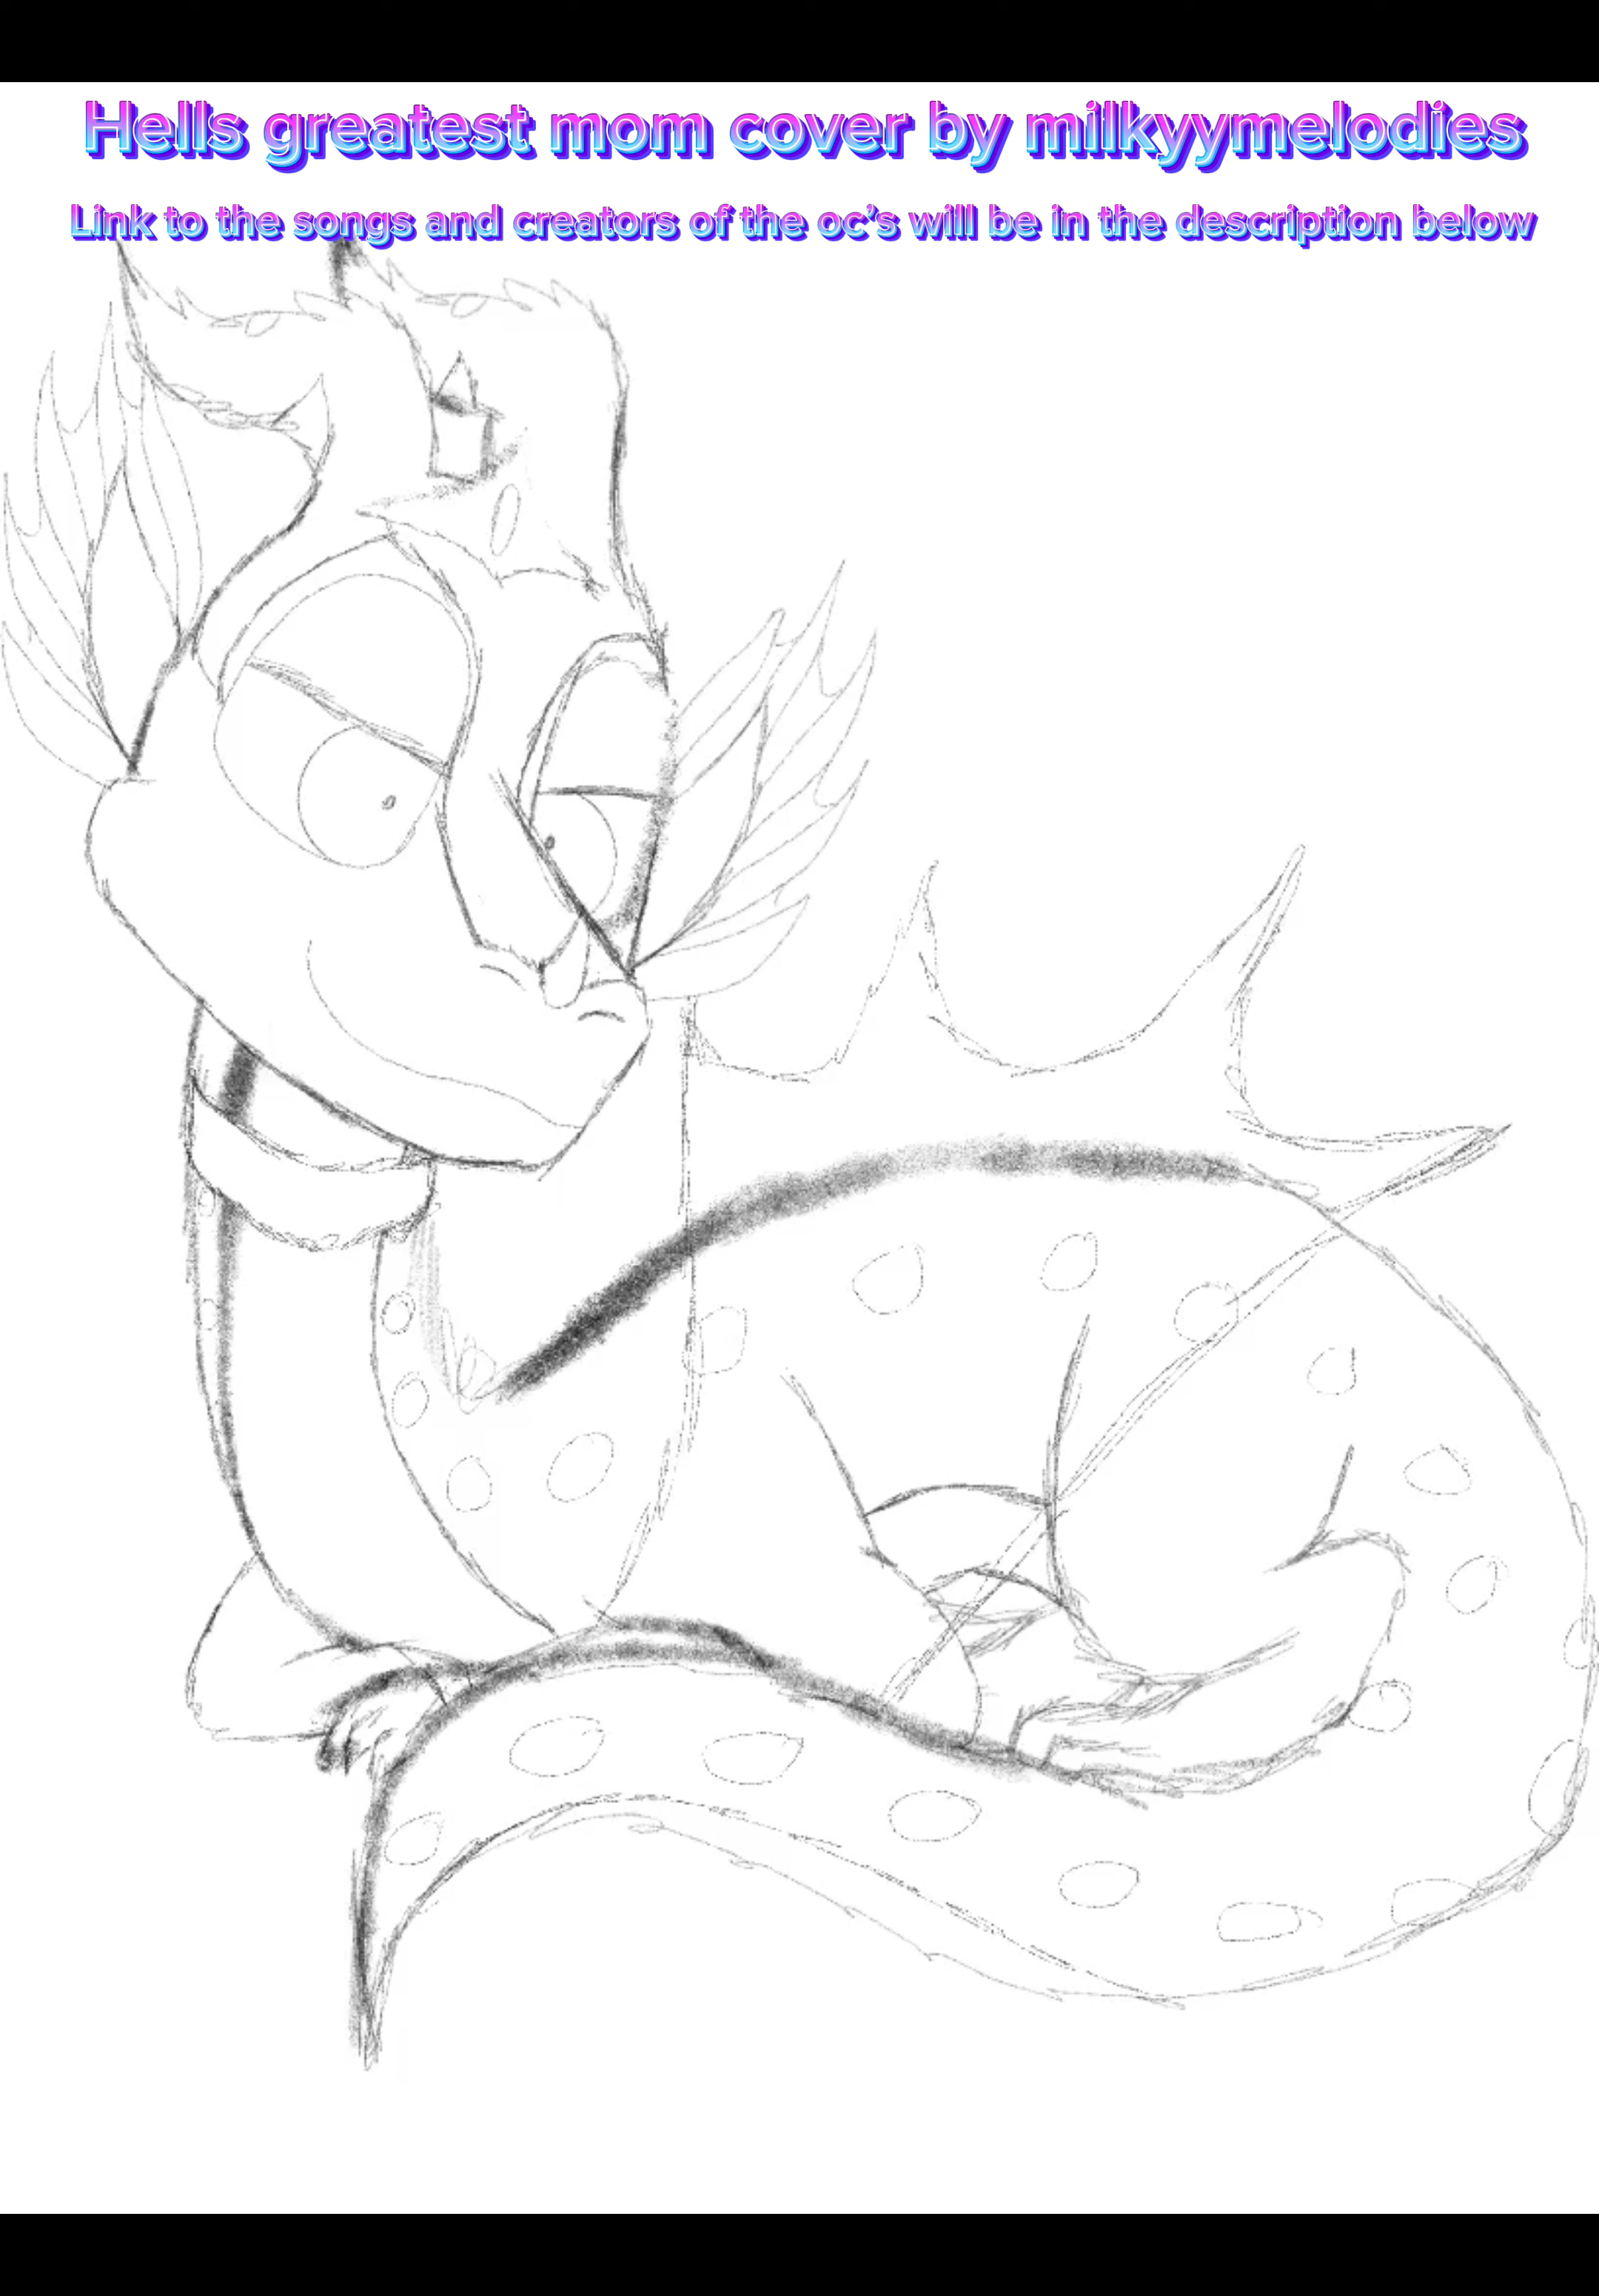 Hells greatest mom cover by milkyymelodies
Link to the songs and creators of the oc's will be in the description below